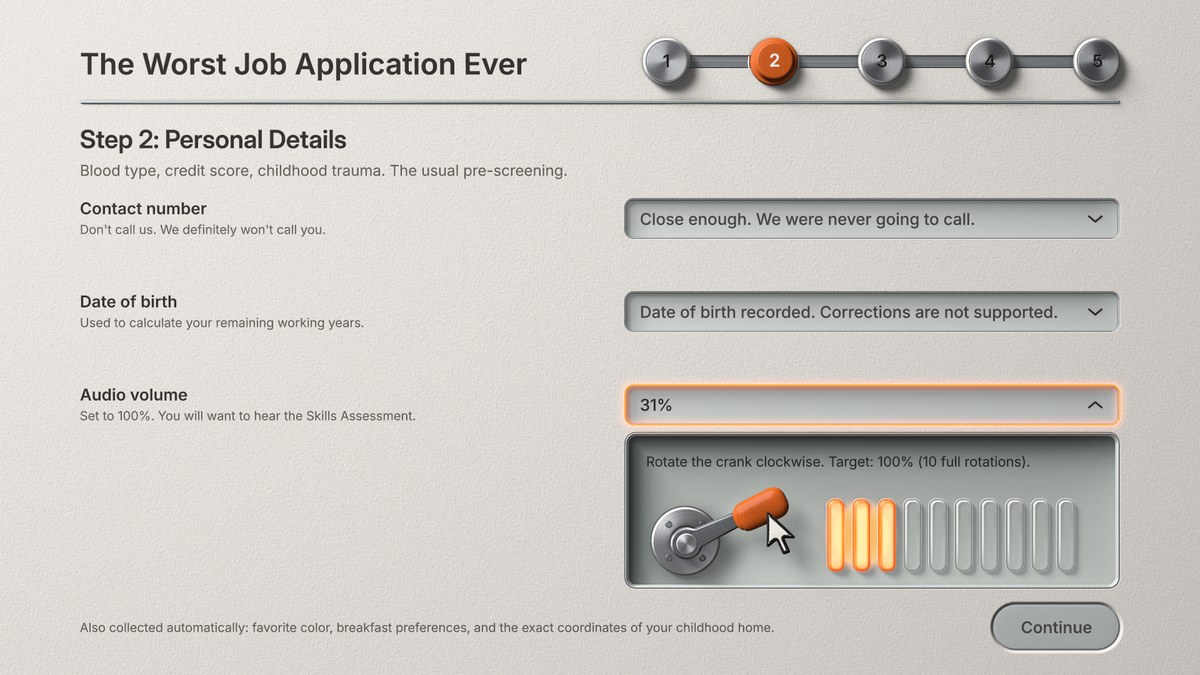 The Worst Job Application Ever
1 2 3 4 5
Step 2: Personal Details
Blood type, credit score, childhood trauma. The usual pre-screening.
Contact number
Don't call us. We definitely won't call you.
Close enough. We were never going to call.
Date of birth
Used to calculate your remaining working years.
Date of birth recorded. Corrections are not supported.
Audio volume
Set to 100%. You will want to hear the Skills Assessment.
31%
Rotate the crank clockwise. Target: 100% (10 full rotations).
Also collected automatically: favorite color, breakfast preferences, and the exact coordinates of your childhood home.
Continue